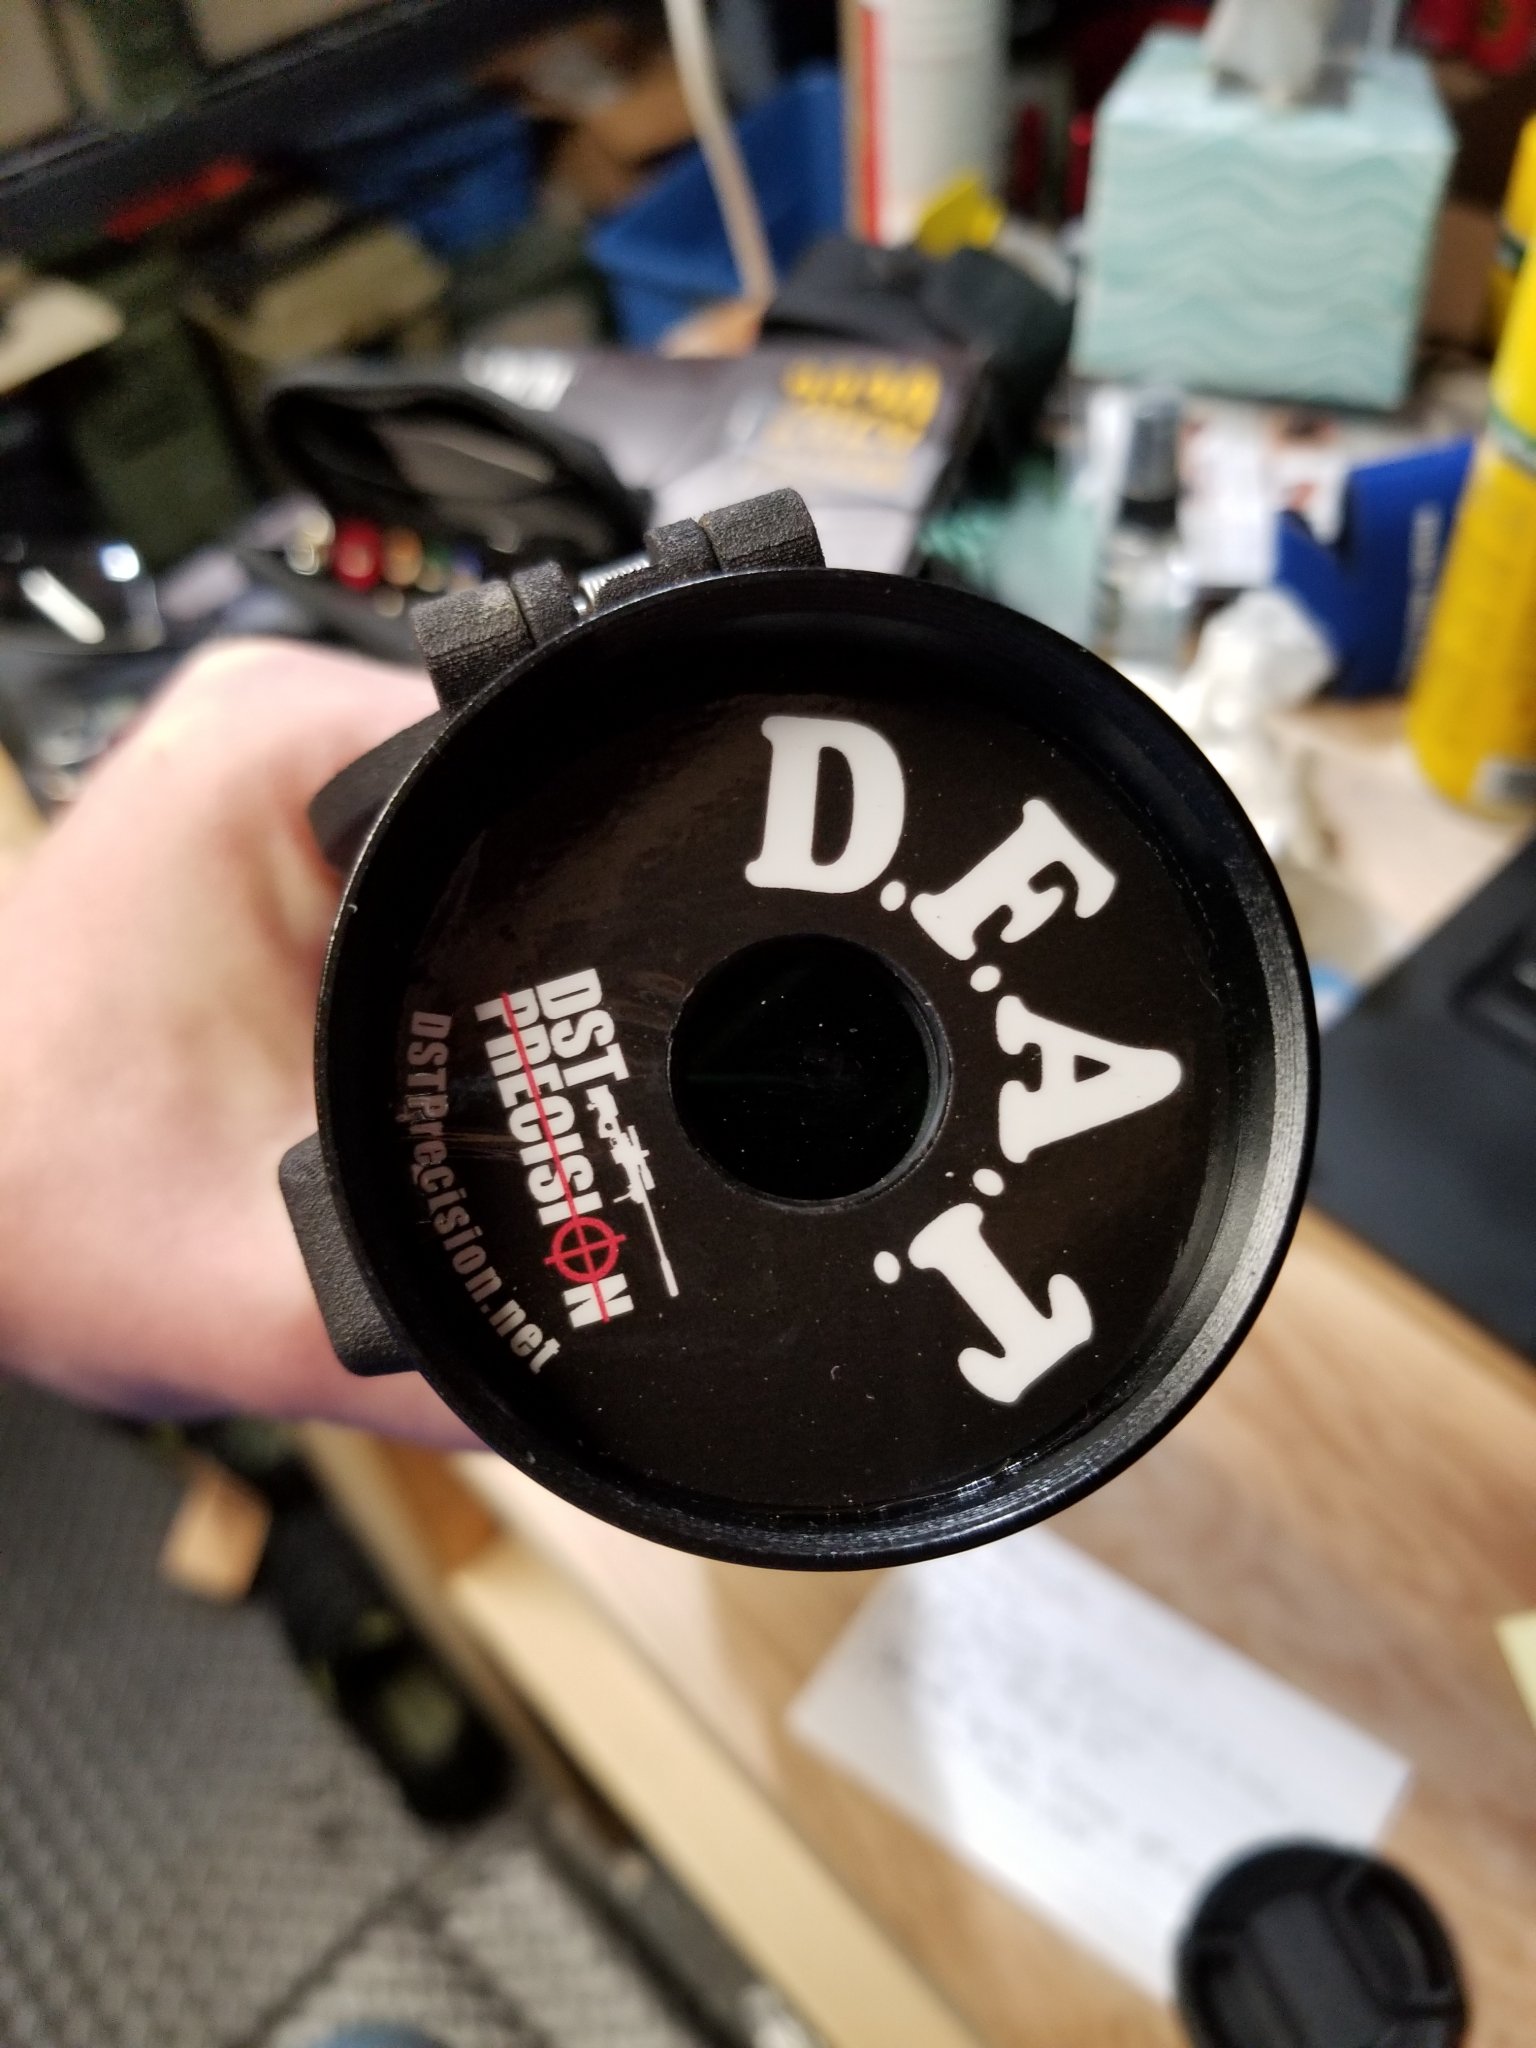 D.F.A.T.
DST
PRECISION
DSTPrecision.net